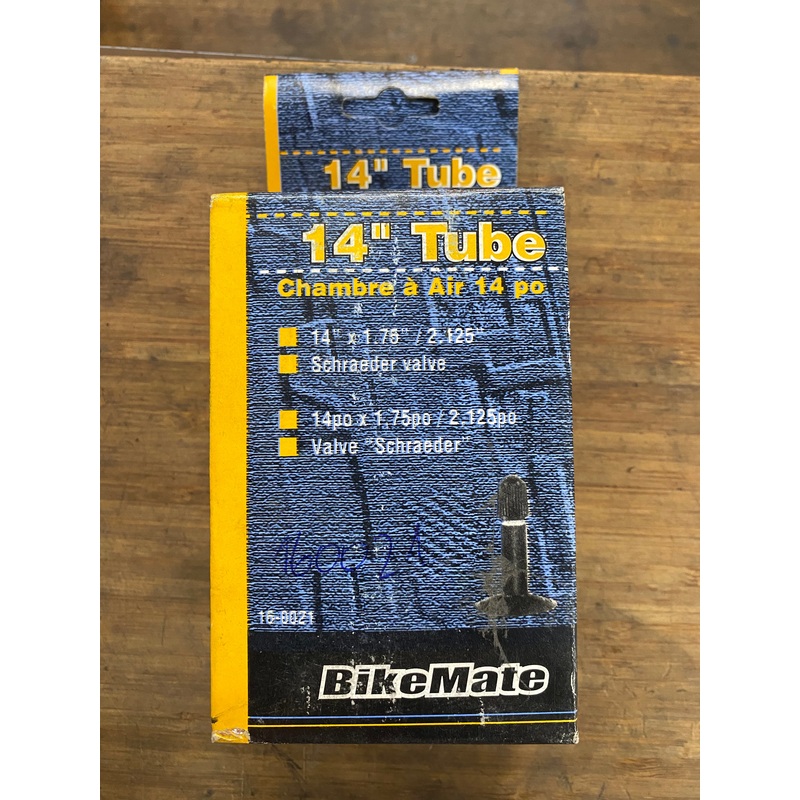 14" Tube
14" Tube
Chambre à Air 14 po
14" x 1.75" / 2.125"
Schraeder valve
14po x 1,75po / 2,125po
Valve "Schraeder"
16-0021
BikeMate